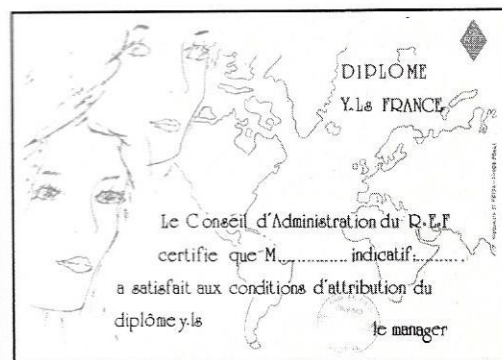 DIPLOME
Y.Ls FRANCE
Le Conseil d'Administration du R.E.F
certifie que M................ indicatif:...........
a satisfait aux conditions d'attribution du
diplôme y.ls
le manager